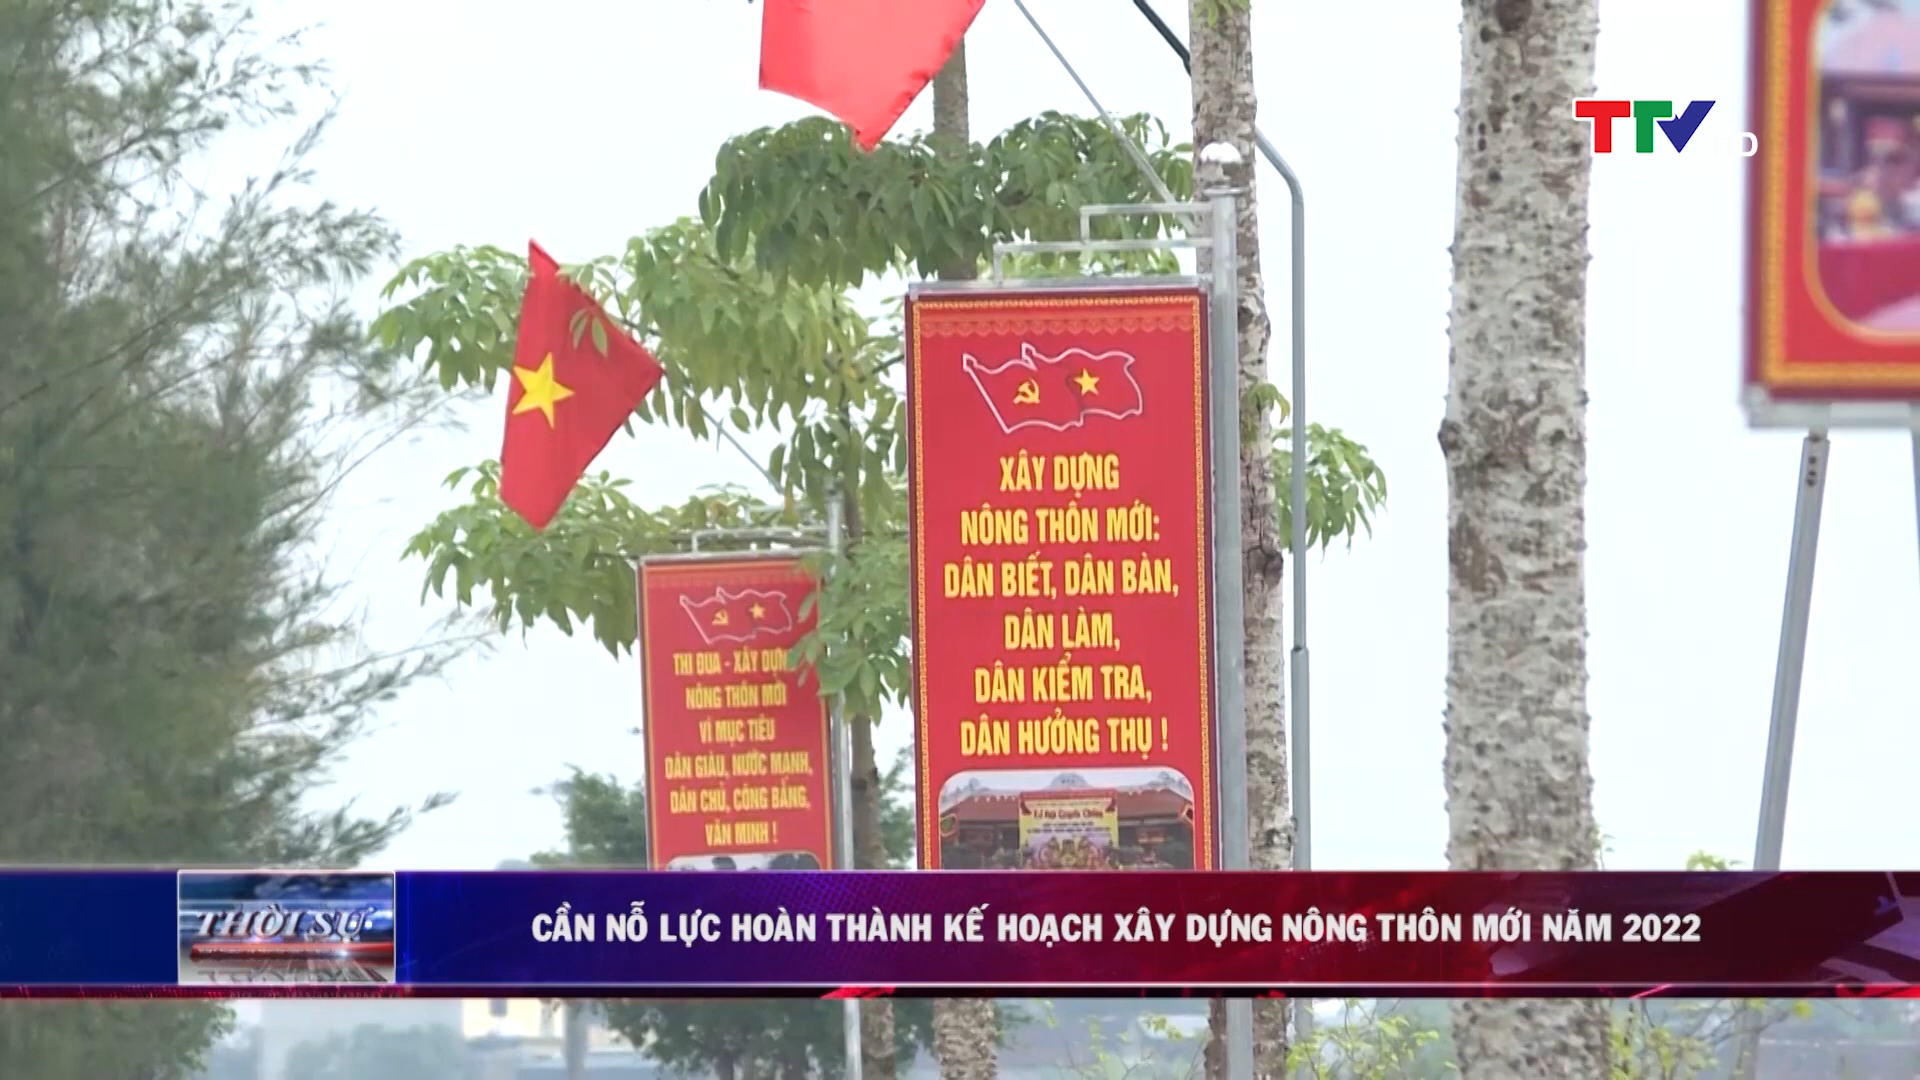 TTV
XÂY DỰNG
NÔNG THÔN MỚI:
DÂN BIẾT, DÂN BÀN,
DÂN LÀM,
DÂN KIỂM TRA,
DÂN HƯỞNG THỤ !
THI ĐUA - XÂY DỰNG
NÔNG THÔN MỚI
VÌ MỤC TIÊU
DÂN GIÀU, NƯỚC MẠNH,
DÂN CHỦ, CÔNG BẰNG,
VĂN MINH !
THỜI SỰ
CẦN NỖ LỰC HOÀN THÀNH KẾ HOẠCH XÂY DỰNG NÔNG THÔN MỚI NĂM 2022